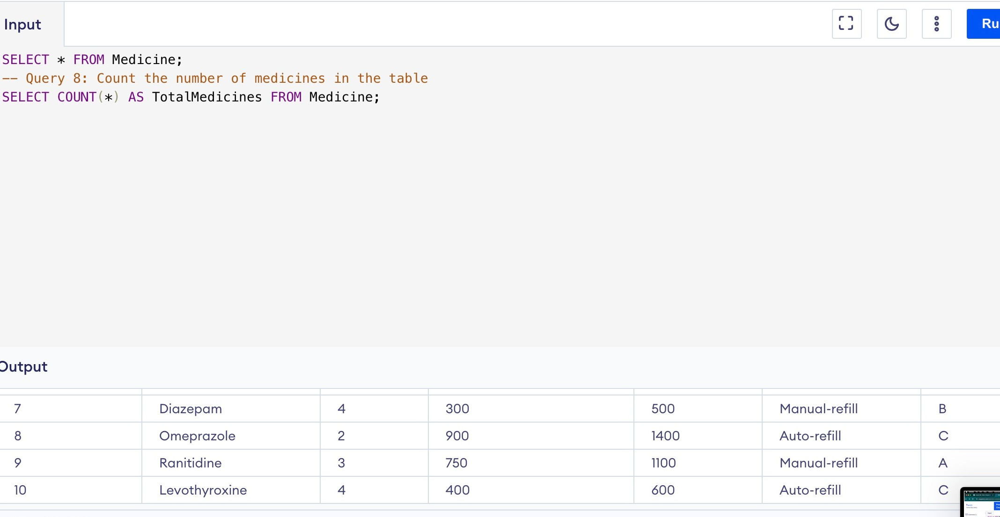 Input
Ru
SELECT * FROM Medicine;
-- Query 8: Count the number of medicines in the table
SELECT COUNT(*) AS TotalMedicines FROM Medicine;
Output
7 Diazepam 4 300 500 Manual-refill B
8 Omeprazole 2 900 1400 Auto-refill C
9 Ranitidine 3 750 1100 Manual-refill A
10 Levothyroxine 4 400 600 Auto-refill C